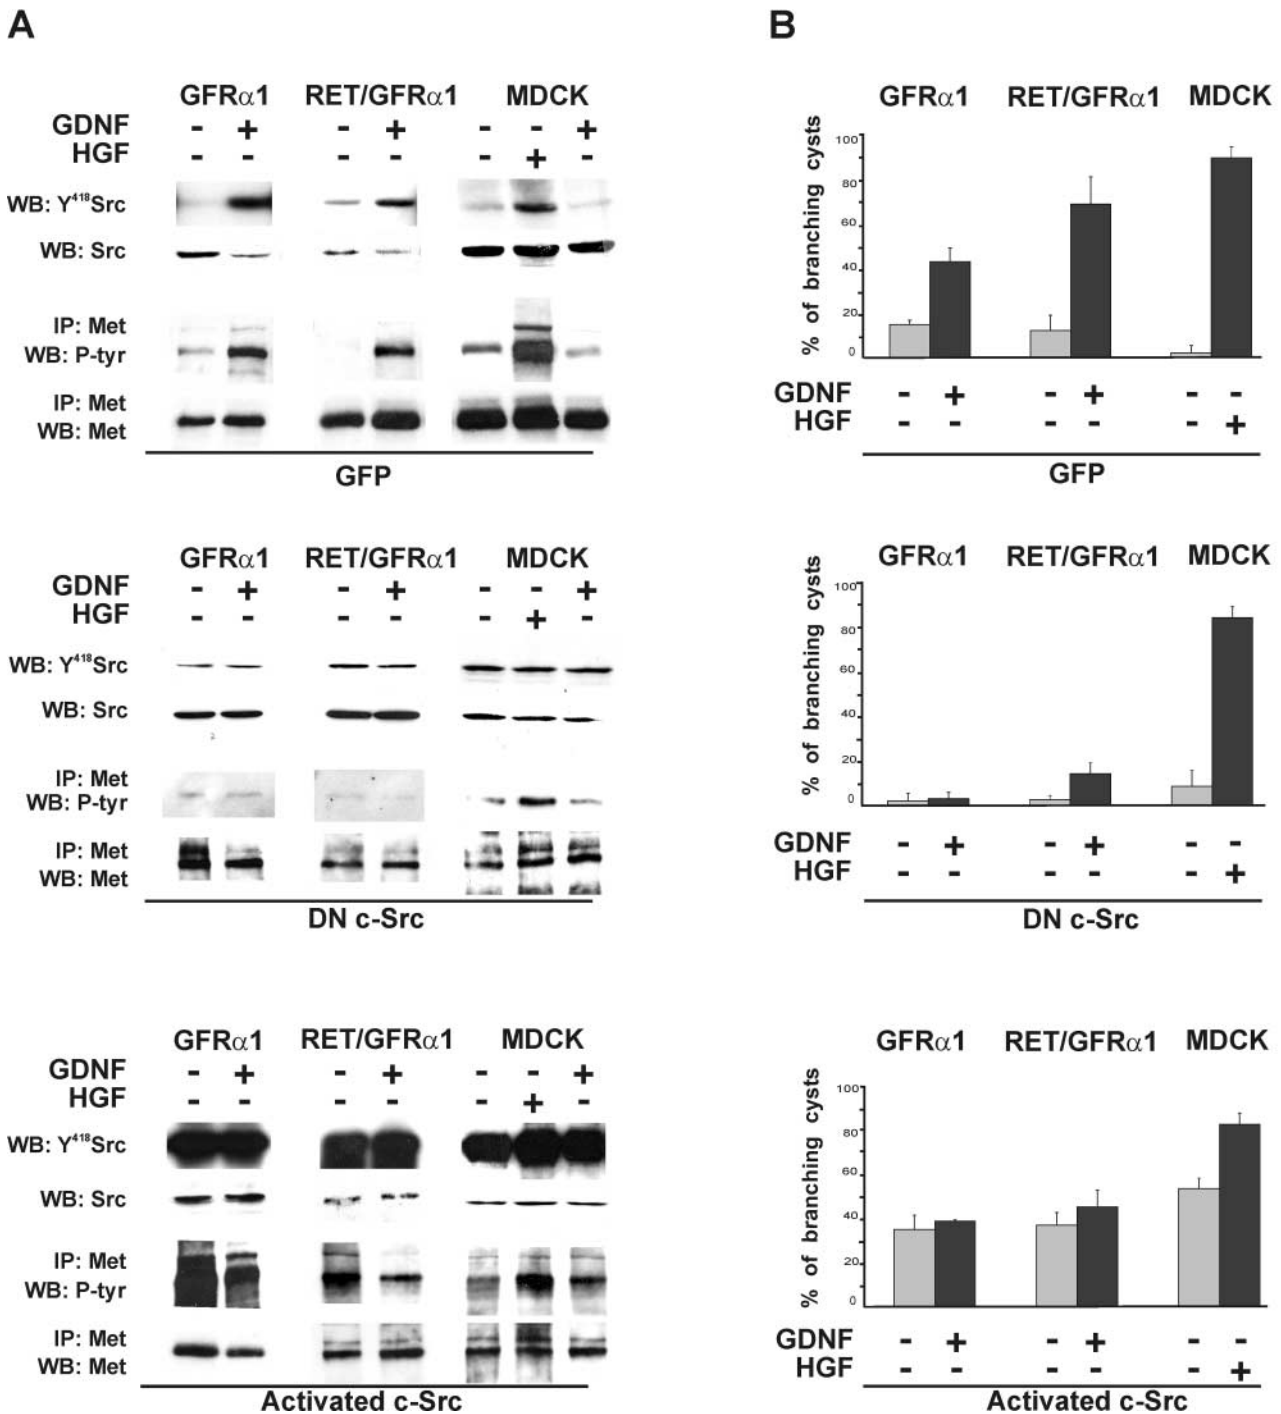 A
GFRα1 RET/GFRα1 MDCK
GDNF - + - + - - +
HGF - - - - - + -
WB: Y418Src
WB: Src
IP: Met
WB: P-tyr
IP: Met
WB: Met
GFP
GFRα1 RET/GFRα1 MDCK
GDNF - + - + - - +
HGF - - - - - + -
WB: Y418Src
WB: Src
IP: Met
WB: P-tyr
IP: Met
WB: Met
DN c-Src
GFRα1 RET/GFRα1 MDCK
GDNF - + - + - - +
HGF - - - - - + -
WB: Y418Src
WB: Src
IP: Met
WB: P-tyr
IP: Met
WB: Met
Activated c-Src
B
GFRα1 RET/GFRα1 MDCK
% of branching cysts
100
80
60
40
20
0
GDNF - + - + - -
HGF - - - - - +
GFP
GFRα1 RET/GFRα1 MDCK
% of branching cysts
100
80
60
40
20
0
GDNF - + - + - -
HGF - - - - - +
DN c-Src
GFRα1 RET/GFRα1 MDCK
% of branching cysts
100
80
60
40
20
0
GDNF - + - + - -
HGF - - - - - +
Activated c-Src